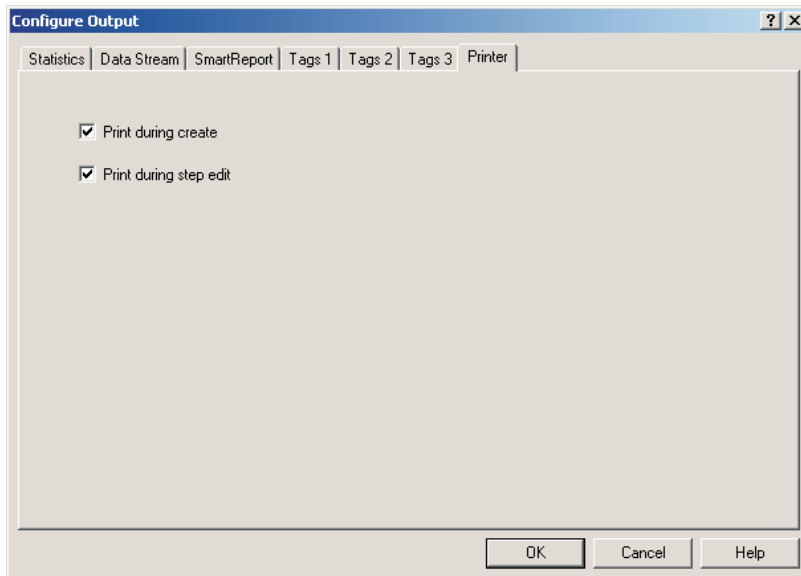 Configure Output
Statistics Data Stream SmartReport Tags 1 Tags 2 Tags 3 Printer
Print during create
Print during step edit
OK Cancel Help